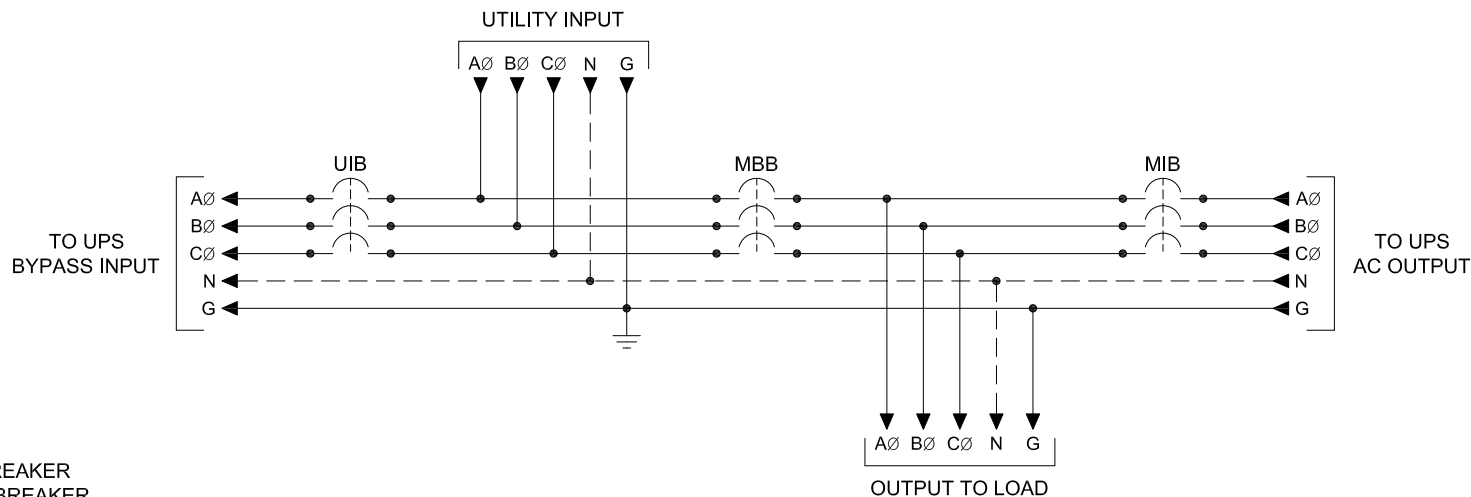 UTILITY INPUT
AØ BØ CØ N G
UIB
MBB
MIB
AØ
BØ
CØ
N
G
TO UPS
BYPASS INPUT
AØ
BØ
CØ
N
G
TO UPS
AC OUTPUT
AØ BØ CØ N G
OUTPUT TO LOAD
BREAKER